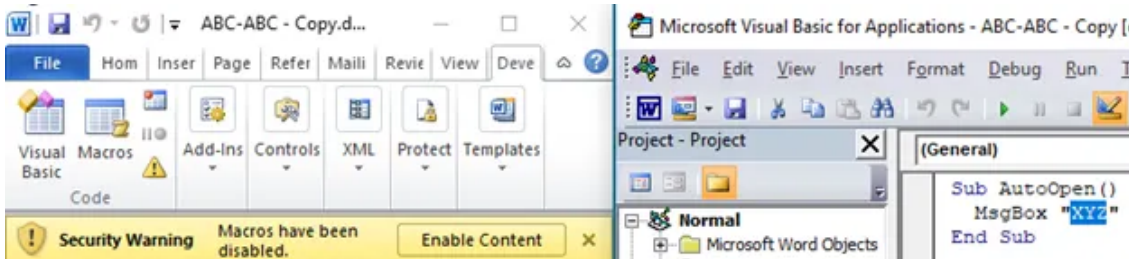 ABC-ABC - Copy.d...
File Hom Inser Page Refer Maili Revie View Deve
Visual Basic
Macros
Add-Ins
Controls
XML
Protect
Templates
Code
Security Warning
Macros have been
disabled.
Enable Content
Microsoft Visual Basic for Applications - ABC-ABC - Copy [
File Edit View Insert Format Debug Run
Project - Project
(General)
Normal
Microsoft Word Objects
Sub AutoOpen()
MsgBox "XYZ"
End Sub